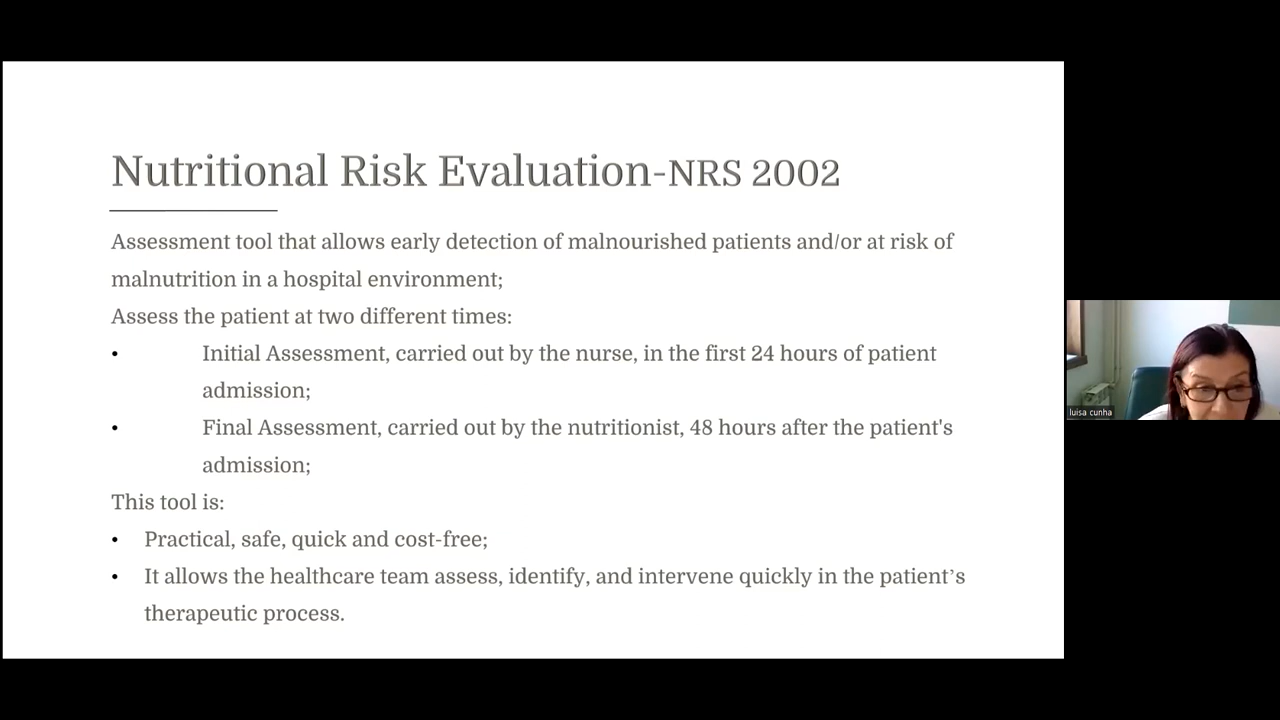 Nutritional Risk Evaluation-NRS 2002
Assessment tool that allows early detection of malnourished patients and/or at risk of
malnutrition in a hospital environment;
Assess the patient at two different times:
• Initial Assessment, carried out by the nurse, in the first 24 hours of patient
admission;
• Final Assessment, carried out by the nutritionist, 48 hours after the patient's
admission;
This tool is:
• Practical, safe, quick and cost-free;
• It allows the healthcare team assess, identify, and intervene quickly in the patient’s
therapeutic process.
luisa cunha